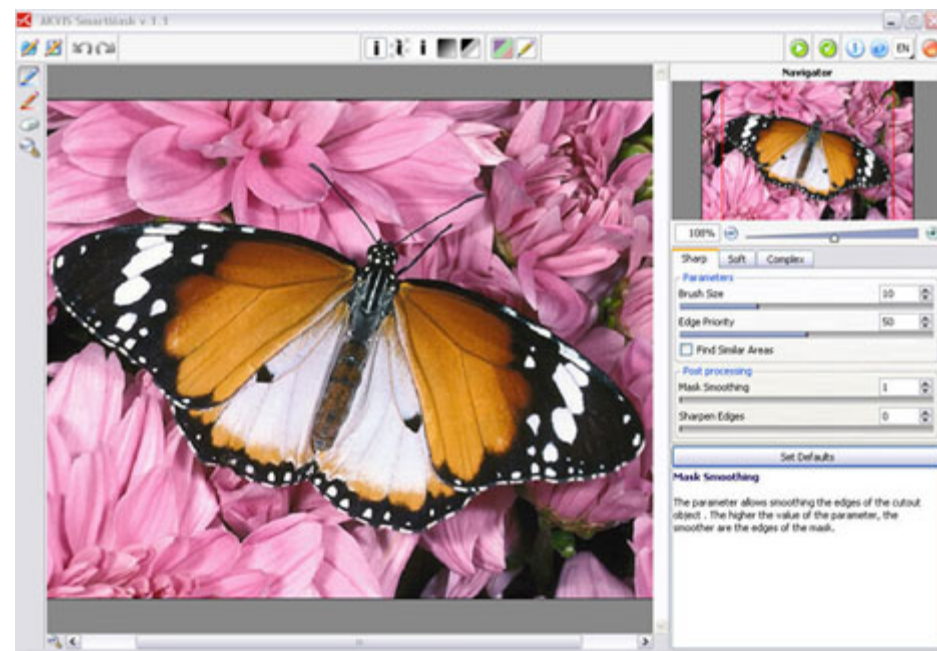 AKVIS SmartMask v.1.1
EN
Navigator
108%
Sharp Soft Complex
Parameters
Brush Size 10
Edge Priority 50
Find Similar Areas
Post processing
Mask Smoothing 1
Sharpen Edges 0
Set Defaults
Mask Smoothing
The parameter allows smoothing the edges of the cutout
object . The higher the value of the parameter, the
smoother are the edges of the mask.